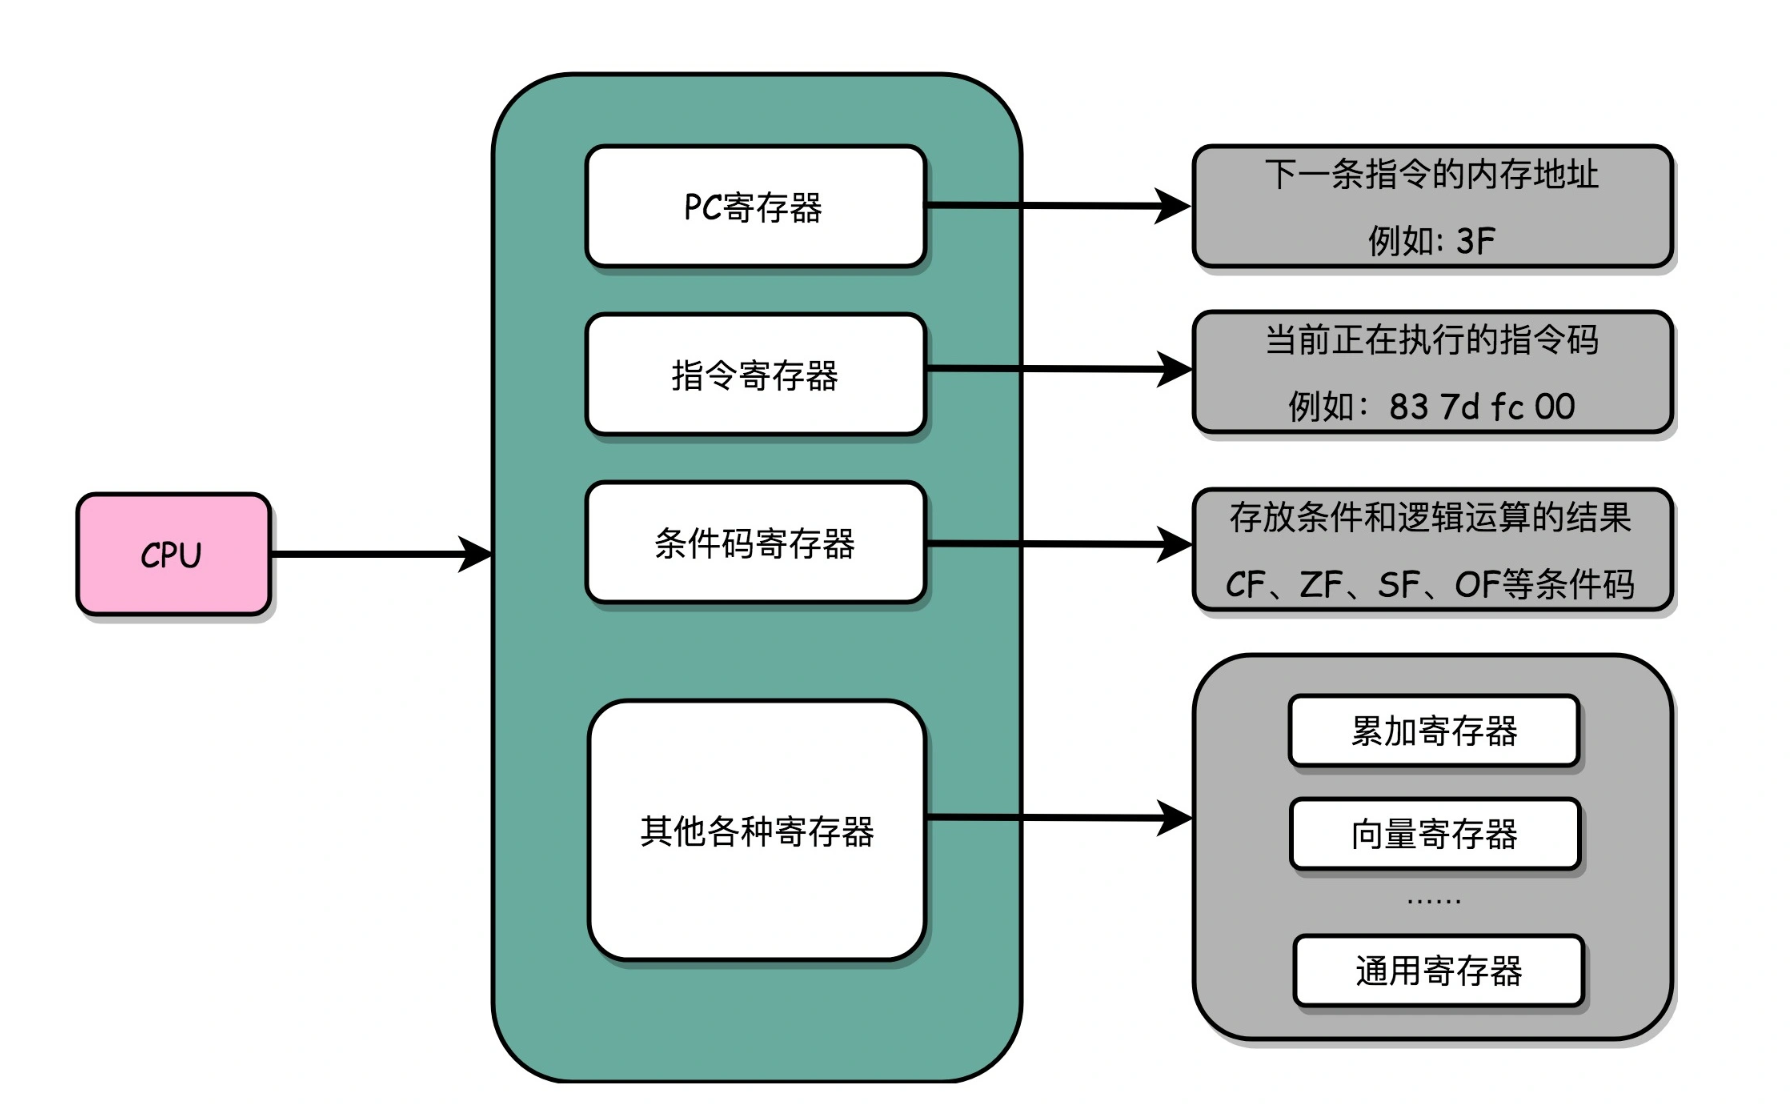 CPU
PC寄存器
指令寄存器
条件码寄存器
其他各种寄存器
下一条指令的内存地址
例如: 3F
当前正在执行的指令码
例如：83 7d fc 00
存放条件和逻辑运算的结果
CF、ZF、SF、OF等条件码
累加寄存器
向量寄存器
......
通用寄存器